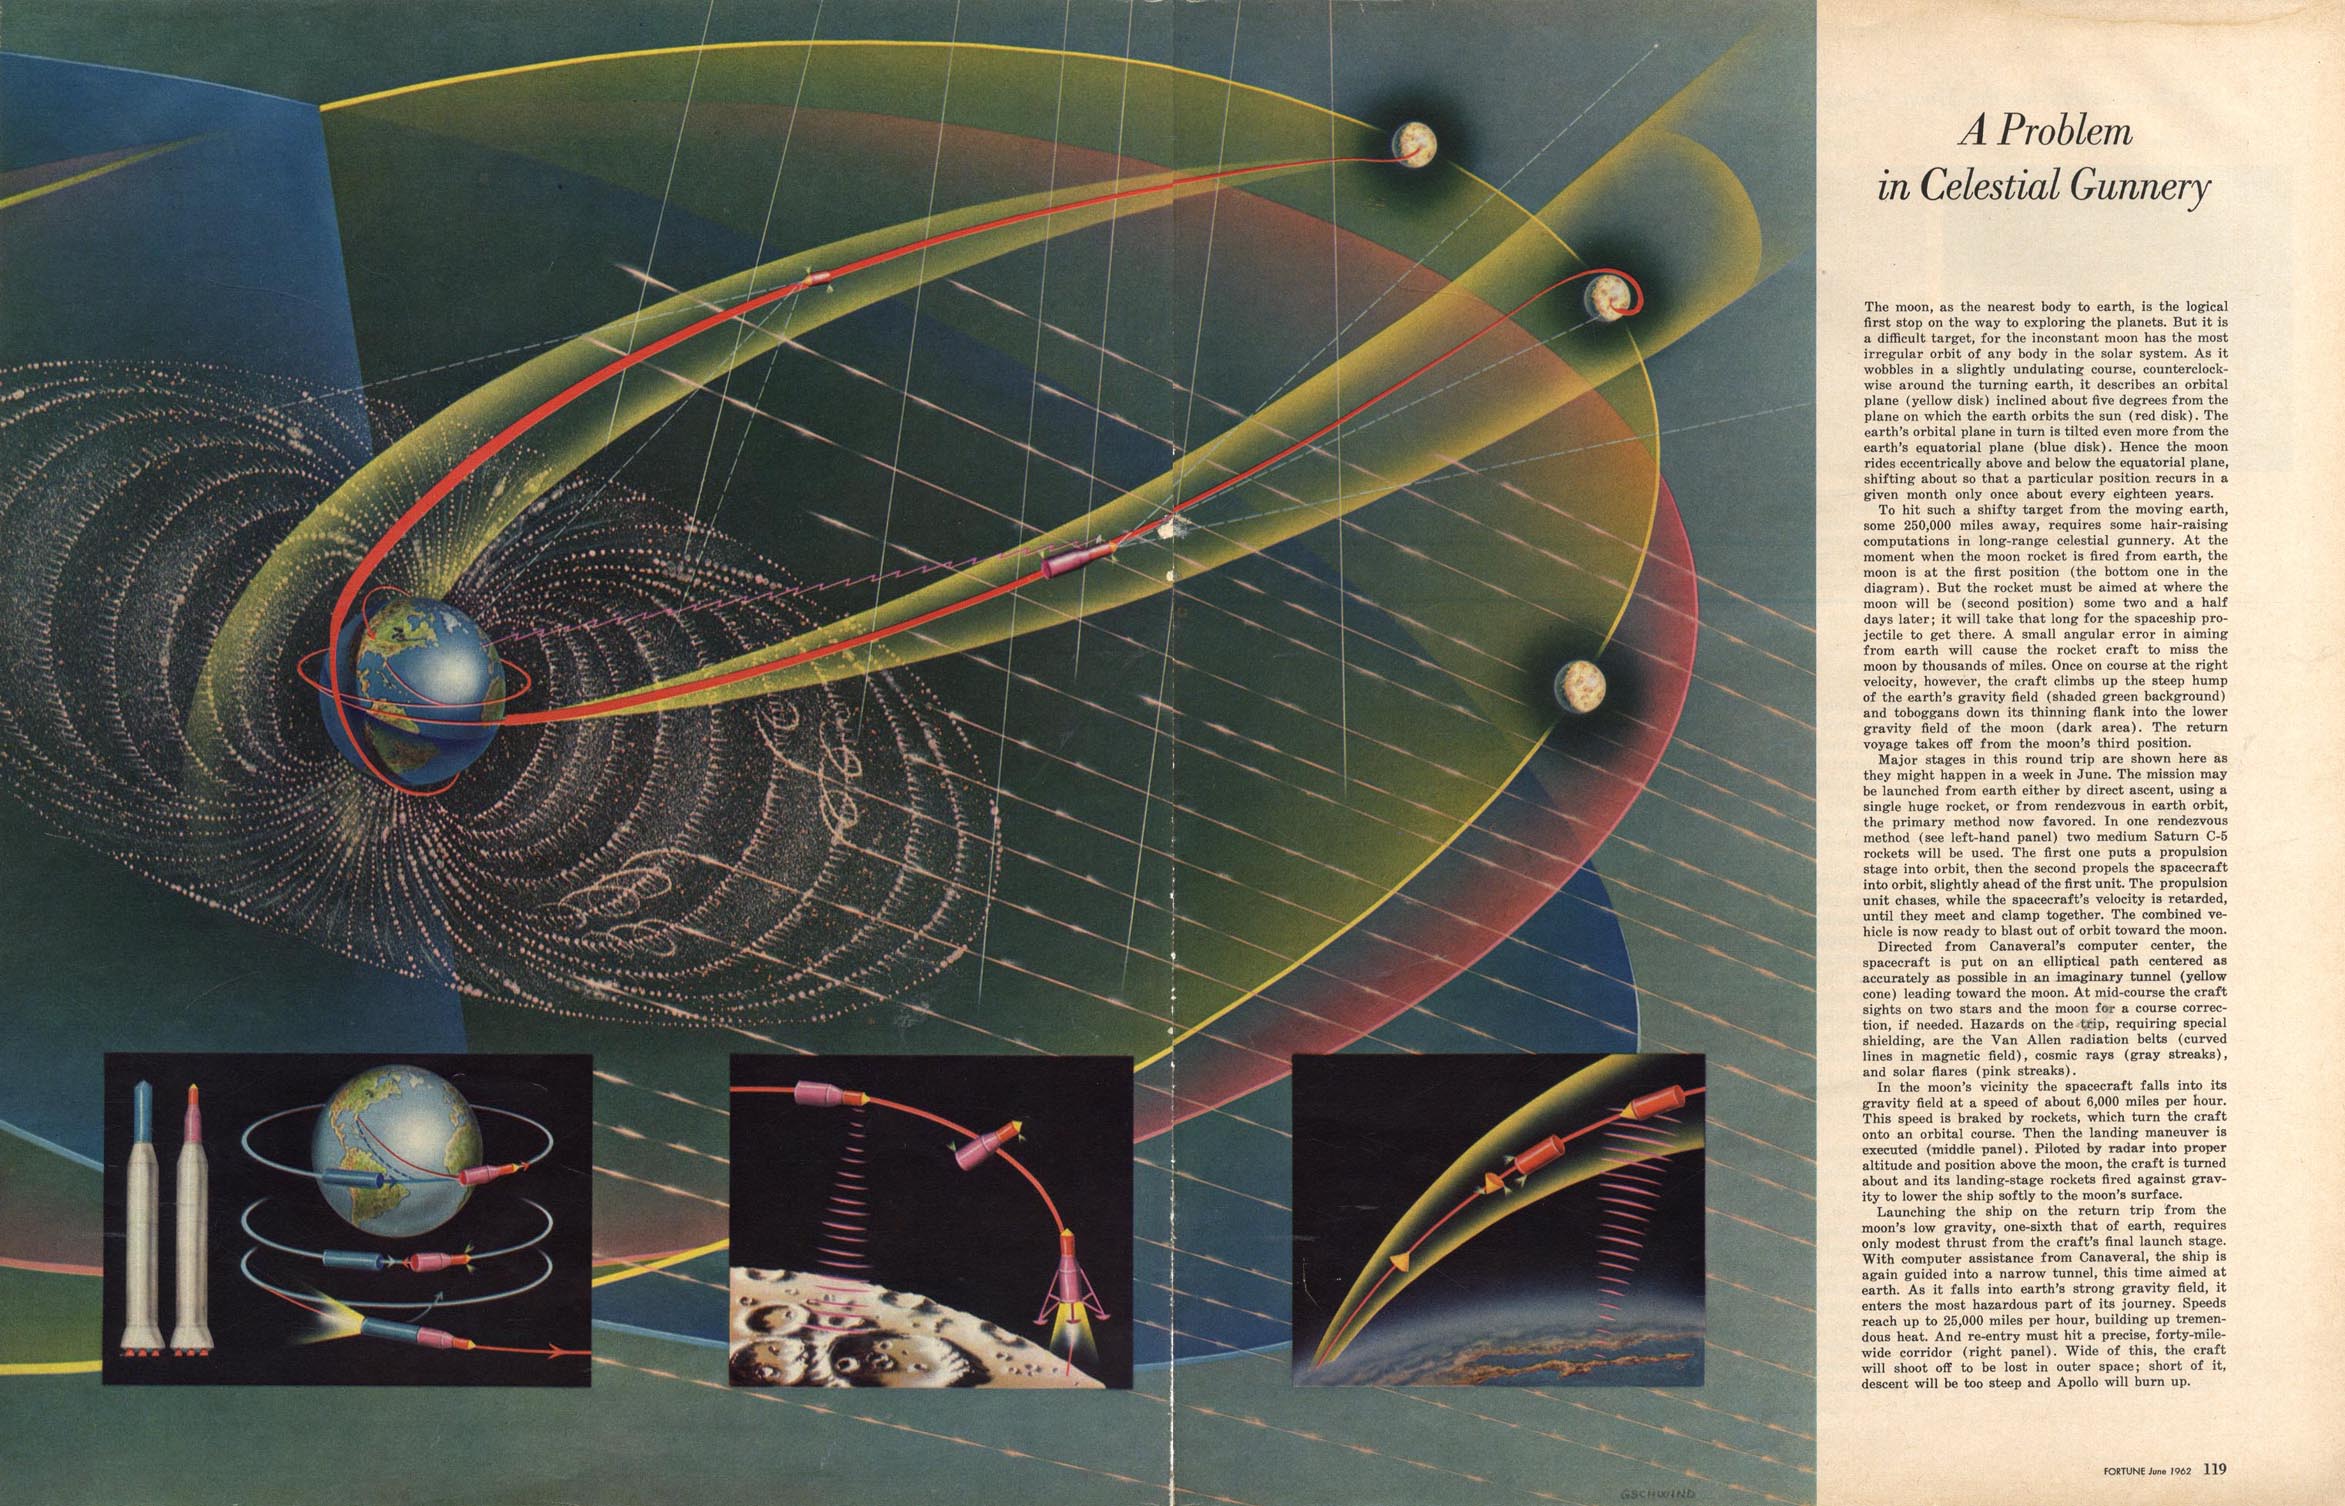 A Problem
in Celestial Gunnery
The moon, as the nearest body to earth, is the logical
first stop on the way to exploring the planets. But it is
a difficult target, for the inconstant moon has the most
irregular orbit of any body in the solar system. As it
wobbles in a slightly undulating course, counterclock-
wise around the turning earth, it describes an orbital
plane (yellow disk) inclined about five degrees from the
plane on which the earth orbits the sun (red disk). The
earth's orbital plane in turn is tilted even more from the
earth's equatorial plane (blue disk). Hence the moon
rides eccentrically above and below the equatorial plane,
shifting about so that a particular position recurs in a
given month only once about every eighteen years.
To hit such a shifty target from the moving earth,
some 250,000 miles away, requires some hair-raising
computations in long-range celestial gunnery. At the
moment when the moon rocket is fired from earth, the
moon is at the first position (the bottom one in the
diagram). But the rocket must be aimed at where the
moon will be (second position) some two and a half
days later; it will take that long for the spaceship pro-
jectile to get there. A small angular error in aiming
from earth will cause the rocket craft to miss the
moon by thousands of miles. Once on course at the right
velocity, however, the craft climbs up the steep hump
of the earth's gravity field (shaded green background)
and toboggans down its thinning flank into the lower
gravity field of the moon (dark area). The return
voyage takes off from the moon's third position.
Major stages in this round trip are shown here as
they might happen in a week in June. The mission may
be launched from earth either by direct ascent, using a
single huge rocket, or from rendezvous in earth orbit,
the primary method now favored. In one rendezvous
method (see left-hand panel) two medium Saturn C-5
rockets will be used. The first one puts a propulsion
stage into orbit, then the second propels the spacecraft
into orbit, slightly ahead of the first unit. The propulsion
unit chases, while the spacecraft's velocity is retarded,
until they meet and clamp together. The combined ve-
hicle is now ready to blast out of orbit toward the moon.
Directed from Canaveral's computer center, the
spacecraft is put on an elliptical path centered as
accurately as possible in an imaginary tunnel (yellow
cone) leading toward the moon. At mid-course the craft
sights on two stars and the moon for a course correc-
tion, if needed. Hazards on the trip, requiring special
shielding, are the Van Allen radiation belts (curved
lines in magnetic field), cosmic rays (gray streaks),
and solar flares (pink streaks).
In the moon's vicinity the spacecraft falls into its
gravity field at a speed of about 6,000 miles per hour.
This speed is braked by rockets, which turn the craft
onto an orbital course. Then the landing maneuver is
executed (middle panel). Piloted by radar into proper
altitude and position above the moon, the craft is turned
about and its landing-stage rockets fired against grav-
ity to lower the ship softly to the moon's surface.
Launching the ship on the return trip from the
moon's low gravity, one-sixth that of earth, requires
only modest thrust from the craft's final launch stage.
With computer assistance from Canaveral, the ship is
again guided into a narrow tunnel, this time aimed at
earth. As it falls into earth's strong gravity field, it
enters the most hazardous part of its journey. Speeds
reach up to 25,000 miles per hour, building up tremen-
dous heat. And re-entry must hit a precise, forty-mile-
wide corridor (right panel). Wide of this, the craft
will shoot off to be lost in outer space; short of it,
descent will be too steep and Apollo will burn up.
GSCHWIND
FORTUNE June 1962 119